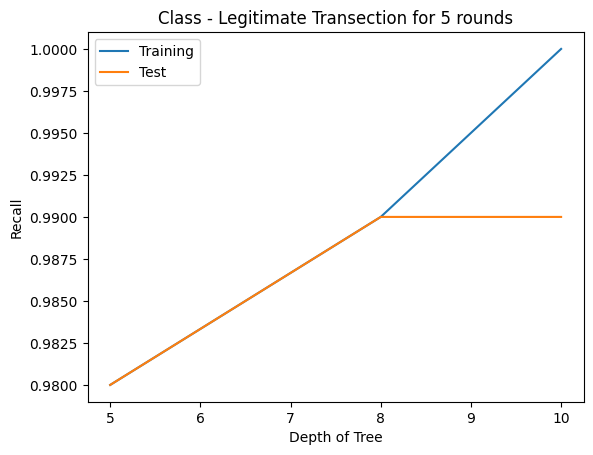 Class - Legitimate Transection for 5 rounds
Training
Test
1.0000
0.9975
0.9950
0.9925
0.9900
0.9875
0.9850
0.9825
0.9800
Recall
5 6 7 8 9 10
Depth of Tree